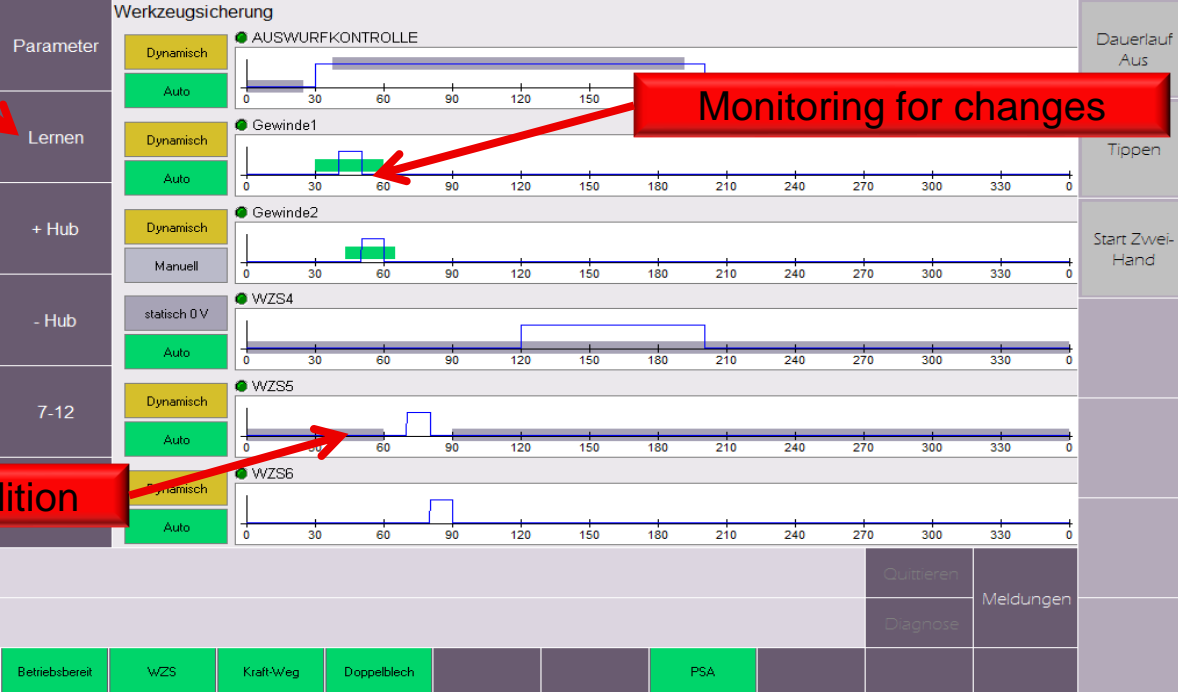 Werkzeugsicherung
Parameter
Lernen
+ Hub
- Hub
7-12
Dynamisch
Auto
AUSWURFKONTROLLE
0 30 60 90 120 150
Monitoring for changes
Dynamisch
Auto
Gewinde1
0 30 60 90 120 150 180 210 240 270 300 330 0
Dynamisch
Manuell
Gewinde2
0 30 60 90 120 150 180 210 240 270 300 330 0
statisch 0 V
Auto
WZS4
0 30 60 90 120 150 180 210 240 270 300 330 0
Dynamisch
Auto
WZS5
0 30 60 90 120 150 180 210 240 270 300 330 0
dition
Dynamisch
Auto
WZS6
0 30 60 90 120 150 180 210 240 270 300 330 0
Dauerlauf
Aus
Tippen
Start Zwei-
Hand
Quittieren
Diagnose
Meldungen
Betriebsbereit
WZS
Kraft-Weg
Doppelblech
PSA